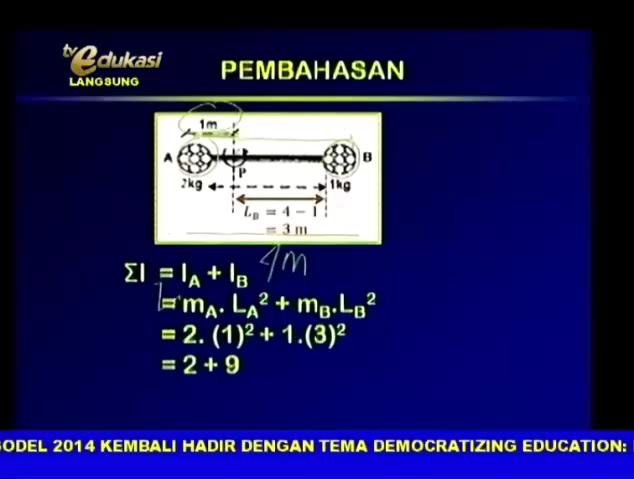 tvedukasi
LANGSUNG
PEMBAHASAN
1m
A
B
P
2kg
1kg
L_B = 4 − 1
= 3 m
4m
ΣI = I_A + I_B
I = m_A. L_A² + m_B.L_B²
= 2. (1)² + 1.(3)²
= 2 + 9
SODEL 2014 KEMBALI HADIR DENGAN TEMA DEMOCRATIZING EDUCATION: